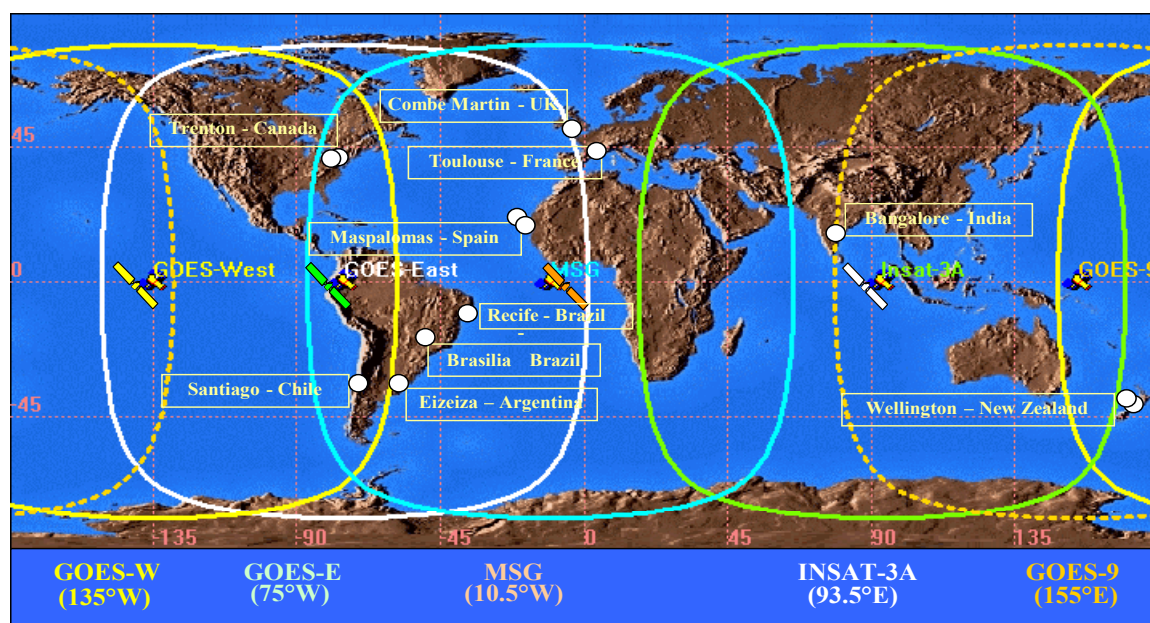 Combe Martin - UK
Trenton - Canada
45
Toulouse - France
Bangalore - India
Maspalomas - Spain
0
GOES-West
GOES-East
MSG
Insat-3A
GOES-9
Recife - Brazil
-
Brasilia Brazil
Santiago - Chile
Eizeiza – Argentina
Wellington – New Zealand
-45
-135
-90
-45
0
45
90
135
GOES-W
(135°W)
GOES-E
(75°W)
MSG
(10.5°W)
INSAT-3A
(93.5°E)
GOES-9
(155°E)